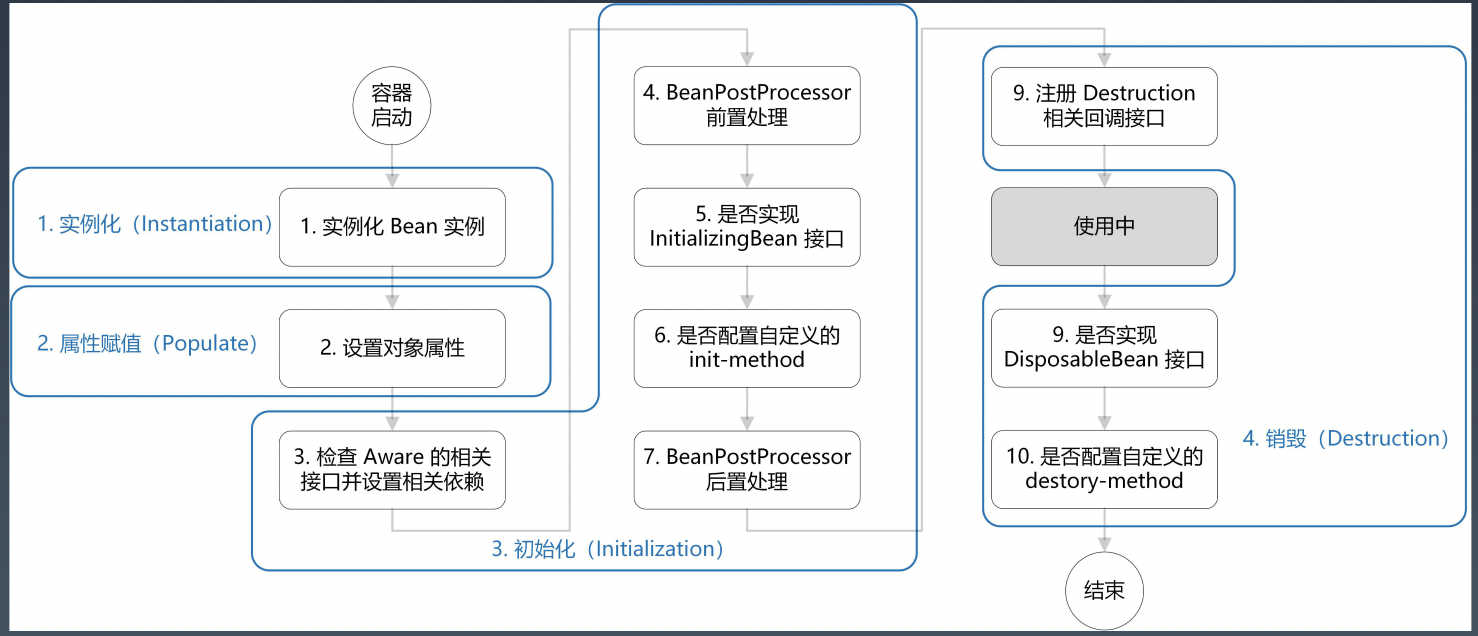 容器
启动
1. 实例化（Instantiation）
1. 实例化 Bean 实例
2. 属性赋值（Populate）
2. 设置对象属性
3. 检查 Aware 的相关
接口并设置相关依赖
3. 初始化（Initialization）
4. BeanPostProcessor
前置处理
5. 是否实现
InitializingBean 接口
6. 是否配置自定义的
init-method
7. BeanPostProcessor
后置处理
9. 注册 Destruction
相关回调接口
使用中
9. 是否实现
DisposableBean 接口
10. 是否配置自定义的
destory-method
4. 销毁（Destruction）
结束